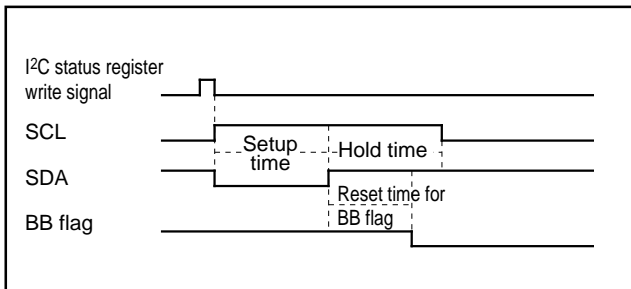 I²C status register
write signal
SCL
Setup
time
Hold time
SDA
Reset time for
BB flag
BB flag